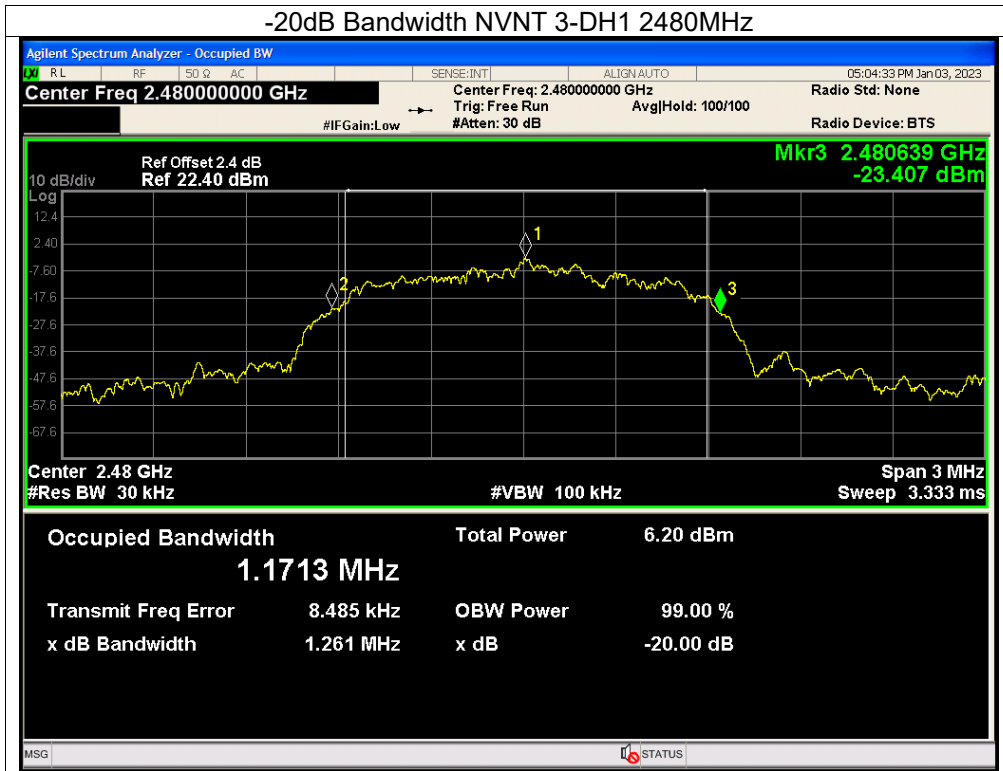 -20dB Bandwidth NVNT 3-DH1 2480MHz
Agilent Spectrum Analyzer - Occupied BW
LXI RL RF 50 Ω AC SENSE:INT ALIGNAUTO 05:04:33 PM Jan 03, 2023
Center Freq 2.480000000 GHz Center Freq: 2.480000000 GHz Radio Std: None
Trig: Free Run Avg|Hold: 100/100
#IFGain:Low #Atten: 30 dB Radio Device: BTS
Ref Offset 2.4 dB Mkr3 2.480639 GHz
10 dB/div Ref 22.40 dBm -23.407 dBm
Log
12.4
2.40
1
-7.60
2
3
-17.6
-27.6
-37.6
-47.6
-57.6
-67.6
Center 2.48 GHz Span 3 MHz
#Res BW 30 kHz #VBW 100 kHz Sweep 3.333 ms
Occupied Bandwidth Total Power 6.20 dBm
1.1713 MHz
Transmit Freq Error 8.485 kHz OBW Power 99.00 %
x dB Bandwidth 1.261 MHz x dB -20.00 dB
MSG STATUS